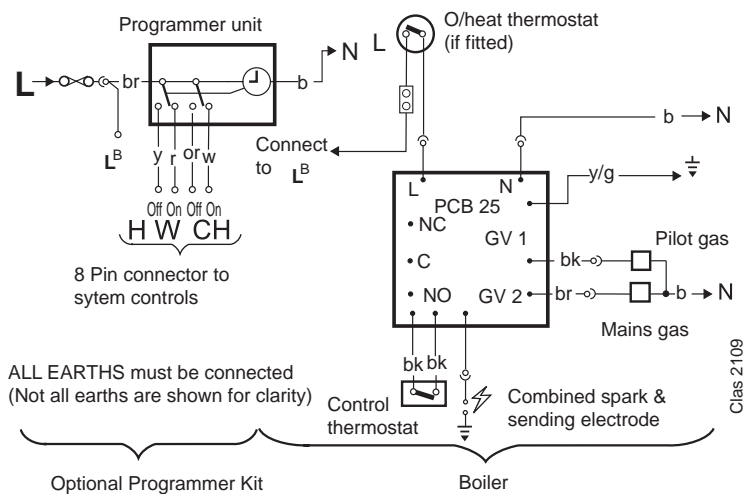 Programmer unit
O/heat thermostat
(if fitted)
L
N
L
br
b
Connect
to LB
LB
y r or w
Off On Off On
H W CH
8 Pin connector to
sytem controls
b N
y/g
L N
PCB 25
NC
GV 1
C
NO GV 2
bk
br
Pilot gas
b N
Mains gas
bk bk
Control
thermostat
Combined spark &
sending electrode
ALL EARTHS must be connected
(Not all earths are shown for clarity)
Optional Programmer Kit
Boiler
Clas 2109